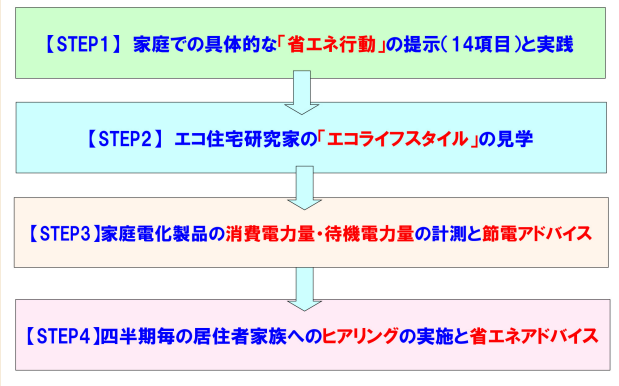 【STEP1】 家庭での具体的な「省エネ行動」の提示(14項目)と実践
【STEP2】 エコ住宅研究家の「エコライフスタイル」の見学
【STEP3】家庭電化製品の消費電力量・待機電力量の計測と節電アドバイス
【STEP4】四半期毎の居住者家族へのヒアリングの実施と省エネアドバイス